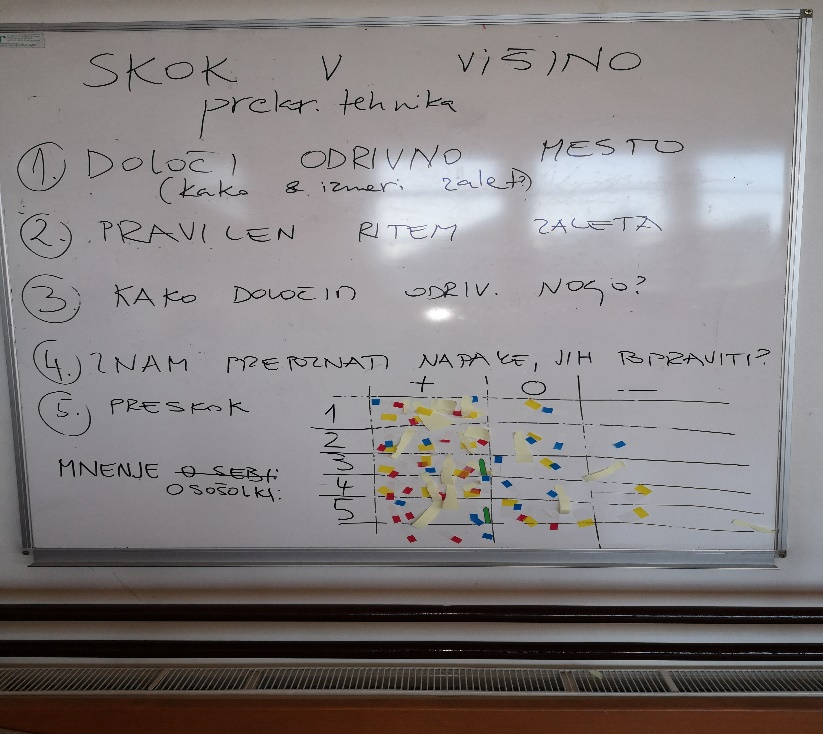 SKOK V VIŠINO
prekr. tehnika
1. DOLOČI ODRIVNO MESTO
(kako & izmeri zalet?)
2. PRAVILEN RITEM ZALETA
3. KAKO DOLOČIM ODRIV. NOGO?
4. ZNAM PREPOZNATI NAPAKE, JIH POPRAVITI?
5. PRESKOK
+ O —
1
2
3
4
5
MNENJE O SEBI:
O SOŠOLKI: